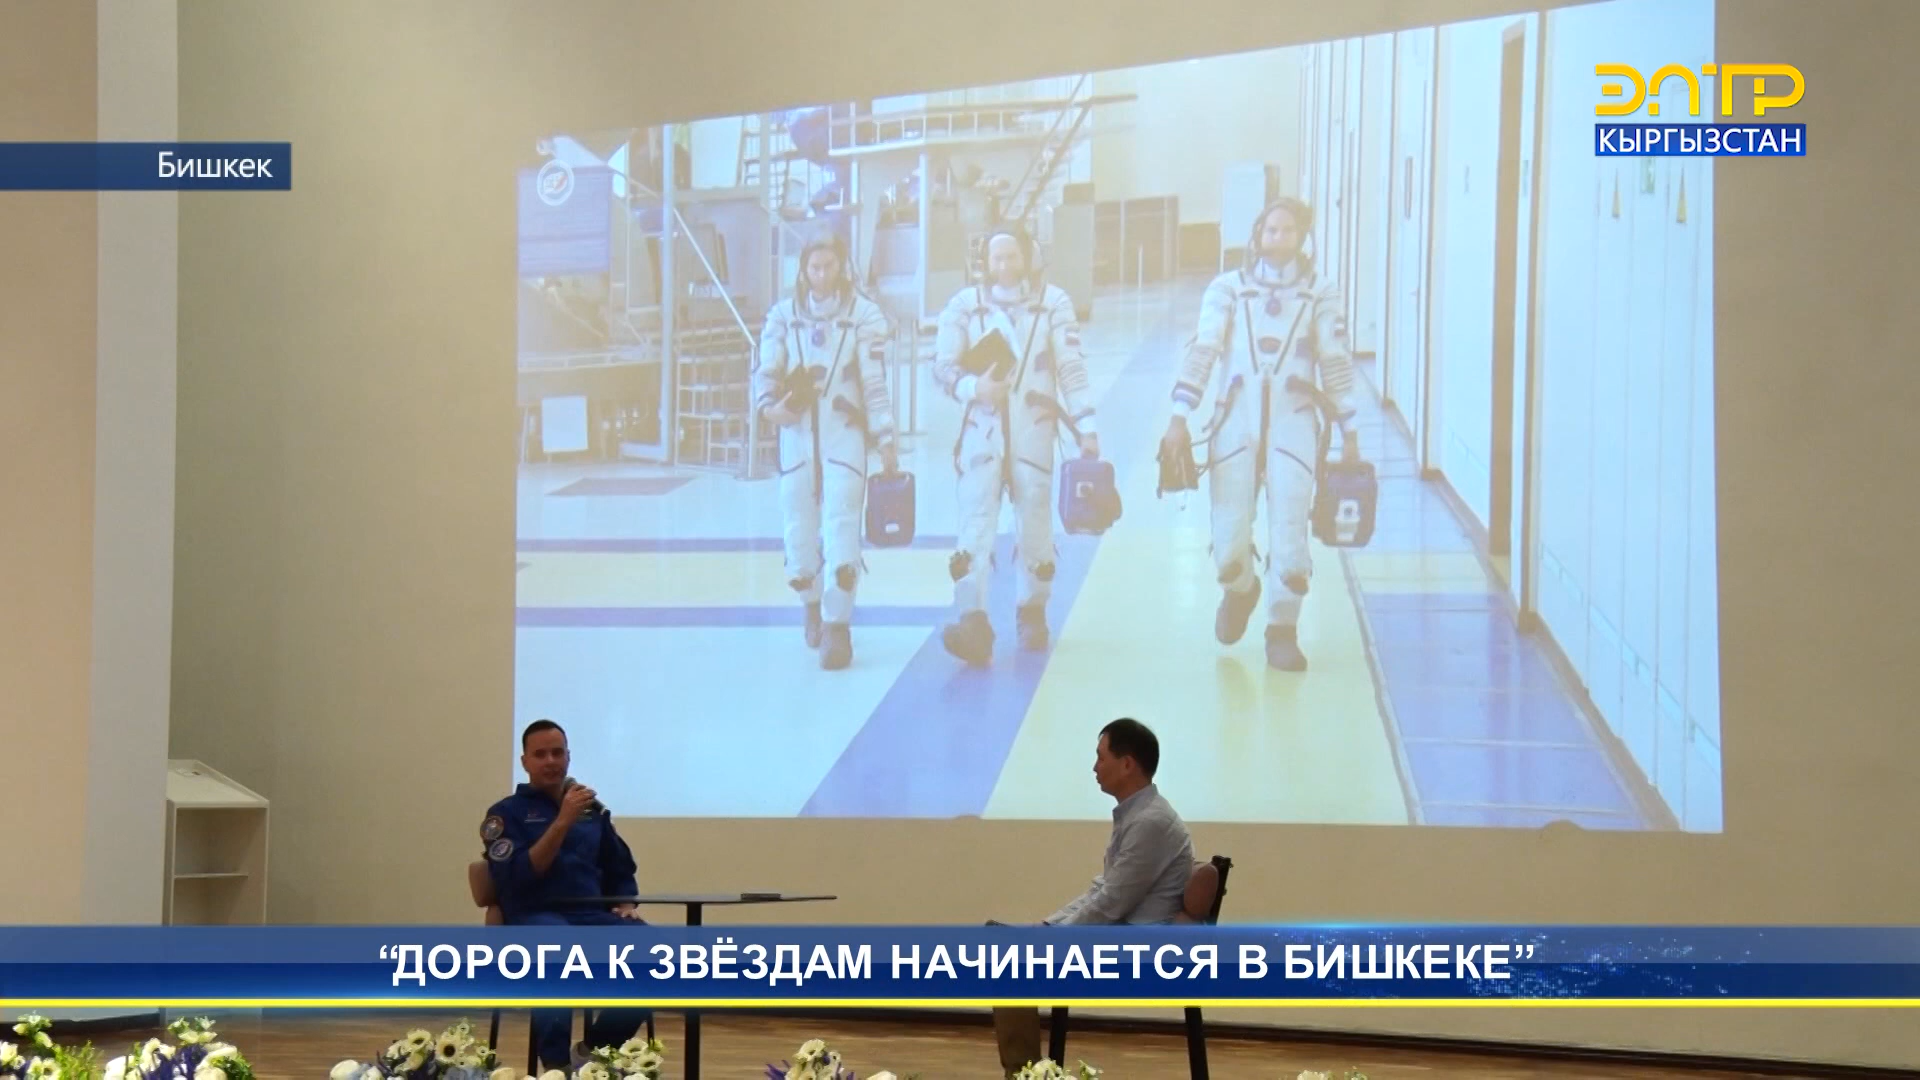 ЭЛТР
КЫРГЫЗСТАН
Бишкек
“ДОРОГА К ЗВЁЗДАМ НАЧИНАЕТСЯ В БИШКЕКЕ”